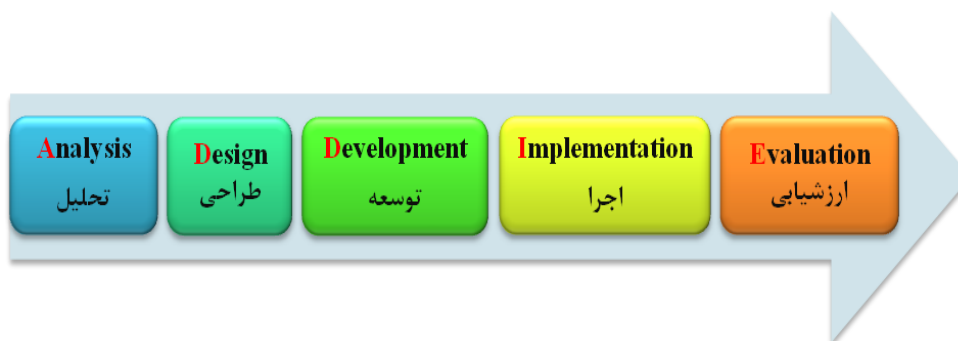 Analysis
تحلیل
Design
طراحی
Development
توسعه
Implementation
اجرا
Evaluation
ارزشیابی